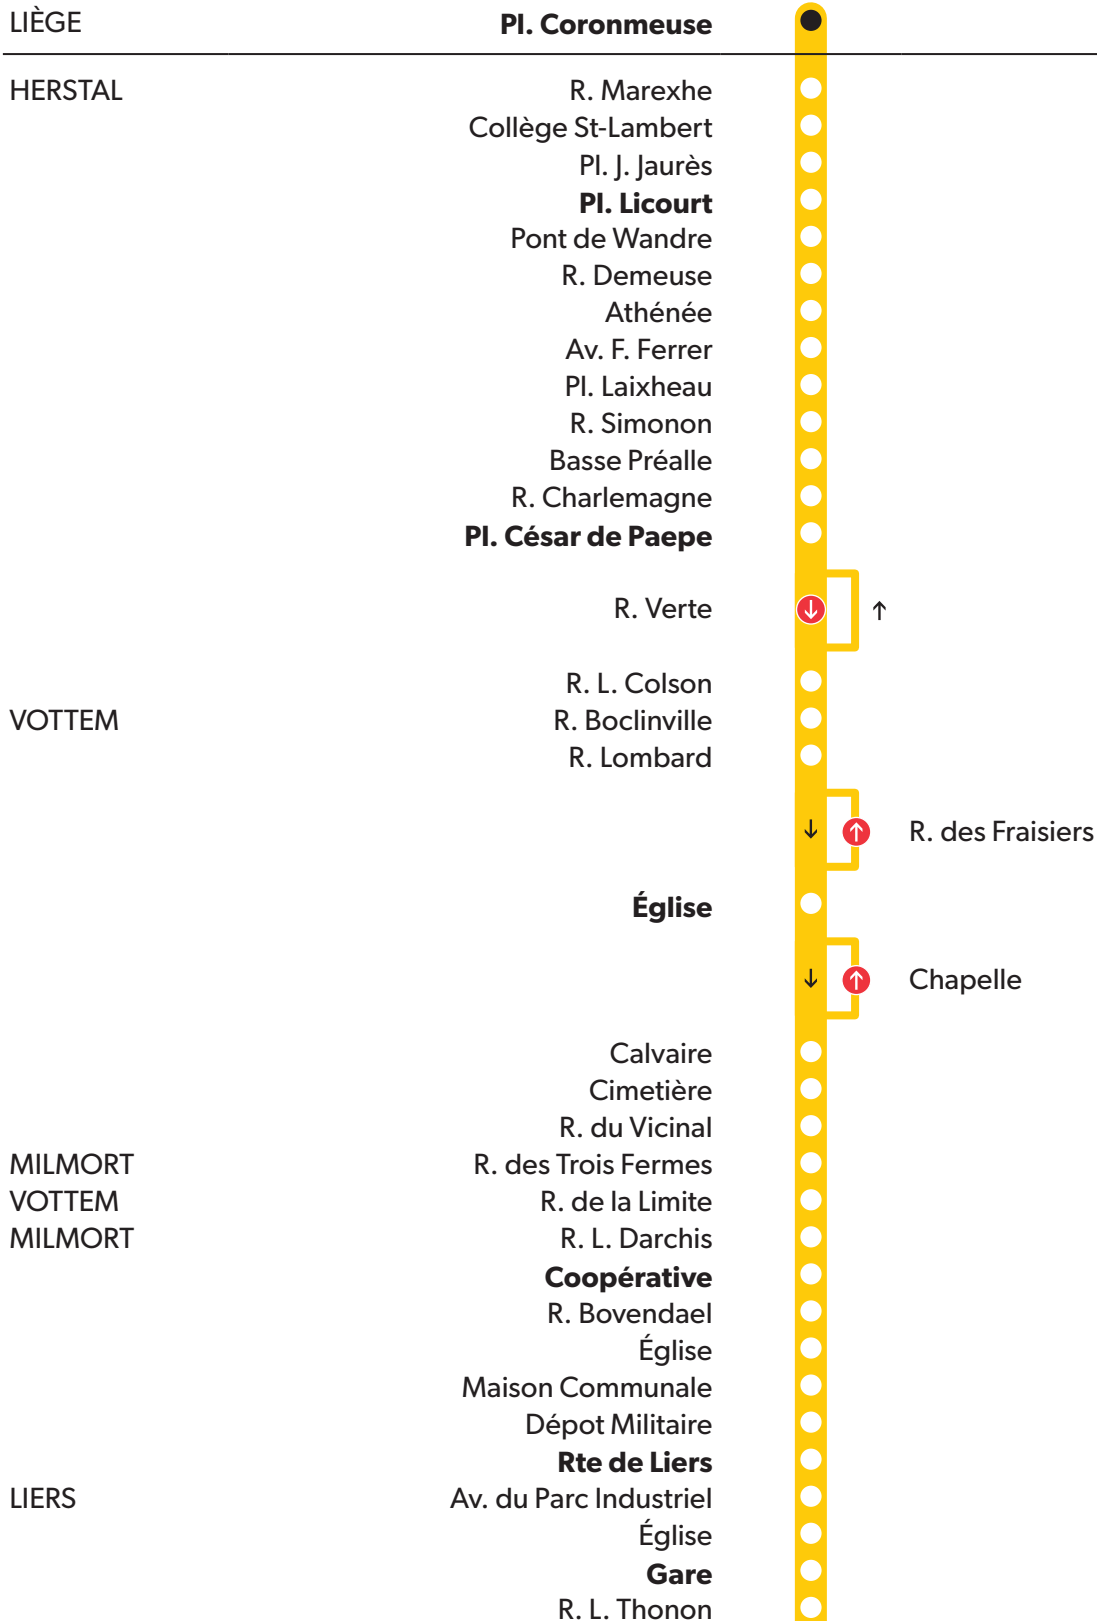 LIÈGE Pl. Coronmeuse
HERSTAL R. Marexhe
Collège St-Lambert
Pl. J. Jaurès
Pl. Licourt
Pont de Wandre
R. Demeuse
Athénée
Av. F. Ferrer
Pl. Laixheau
R. Simonon
Basse Préalle
R. Charlemagne
Pl. César de Paepe
R. Verte ↓ ↑
R. L. Colson
VOTTEM R. Boclinville
R. Lombard
↓ ↑ R. des Fraisiers
Église
↓ ↑ Chapelle
Calvaire
Cimetière
R. du Vicinal
MILMORT R. des Trois Fermes
VOTTEM R. de la Limite
MILMORT R. L. Darchis
Coopérative
R. Bovendael
Église
Maison Communale
Dépot Militaire
Rte de Liers
LIERS Av. du Parc Industriel
Église
Gare
R. L. Thonon